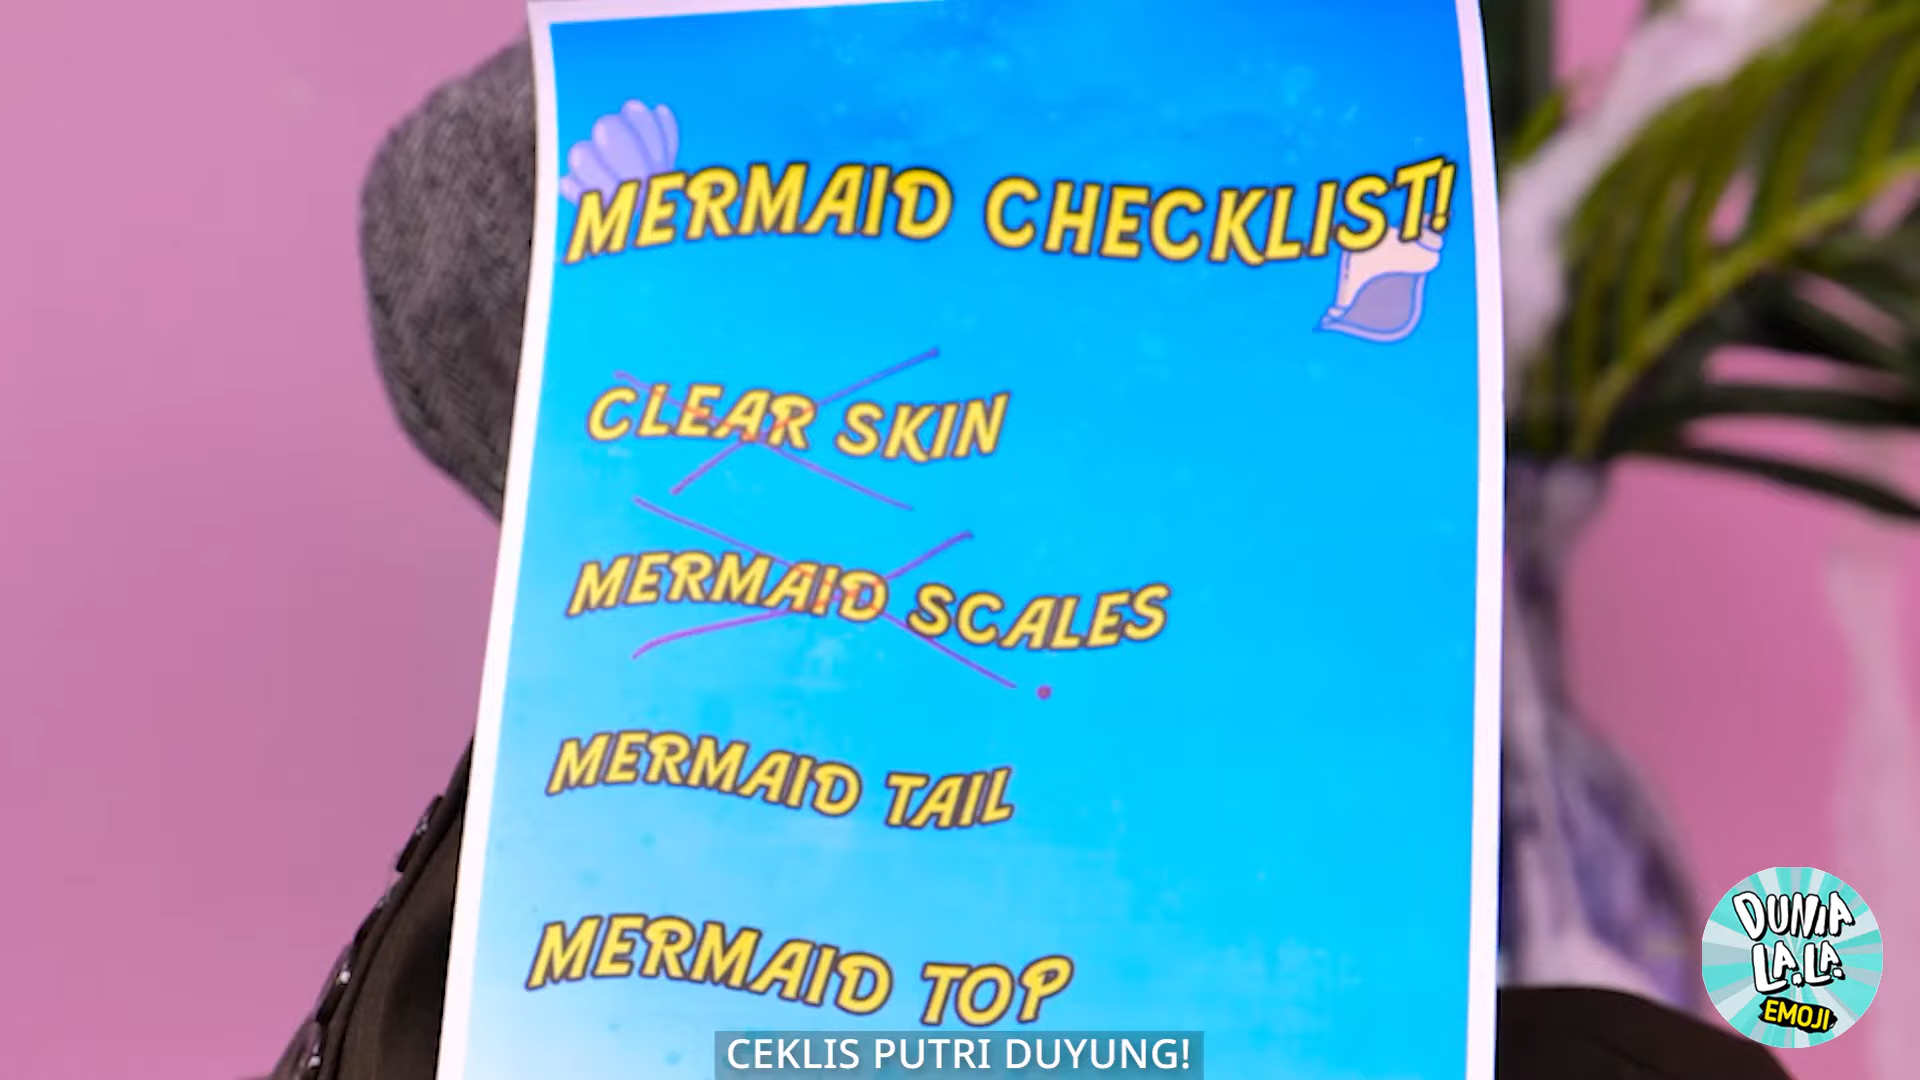 MERMAID CHECKLIST!
CLEAR SKIN
MERMAID SCALES
MERMAID TAIL
MERMAID TOP
CEKLIS PUTRI DUYUNG!
DUNIA
LA LA
EMOJI